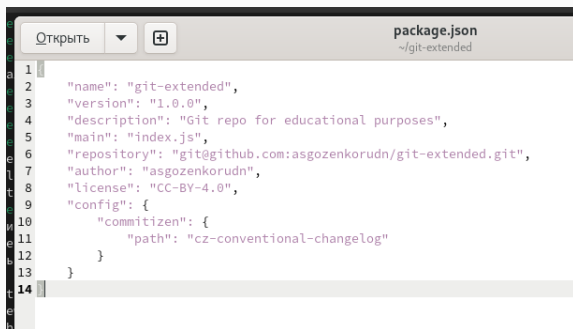 Открыть
package.json
~/git-extended
1 {
2 "name": "git-extended",
3 "version": "1.0.0",
4 "description": "Git repo for educational purposes",
5 "main": "index.js",
6 "repository": "git@github.com:asgozenkorudn/git-extended.git",
7 "author": "asgozenkorudn",
8 "license": "CC-BY-4.0",
9 "config": {
10 "commitizen": {
11 "path": "cz-conventional-changelog"
12 }
13 }
14 }